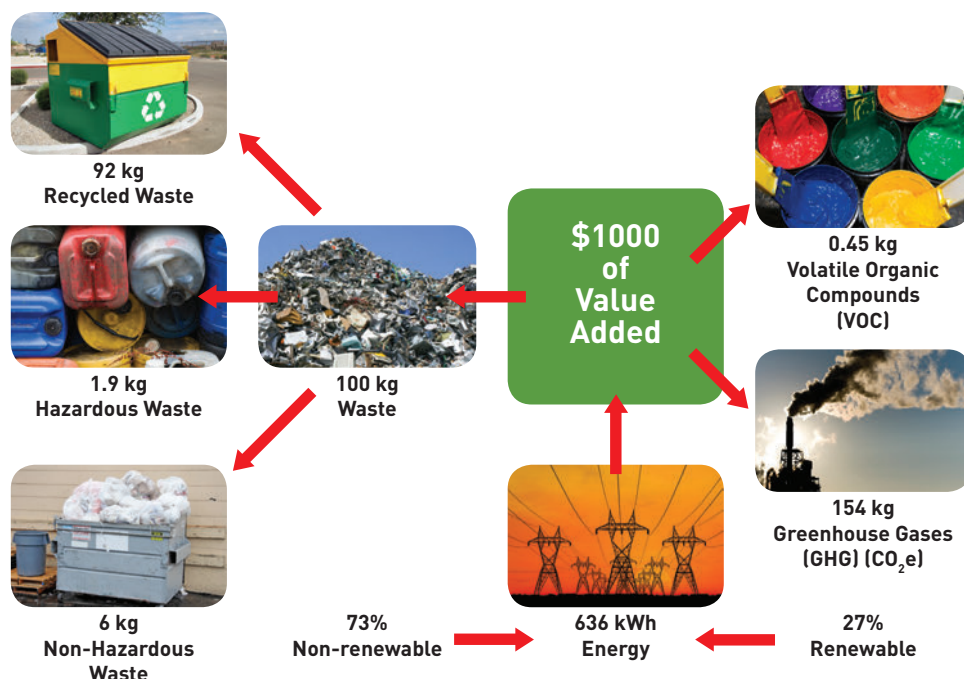 92 kg
Recycled Waste
1.9 kg
Hazardous Waste
6 kg
Non-Hazardous
Waste
100 kg
Waste
$1000
of
Value
Added
0.45 kg
Volatile Organic
Compounds
(VOC)
154 kg
Greenhouse Gases
(GHG) (CO₂e)
73%
Non-renewable
636 kWh
Energy
27%
Renewable